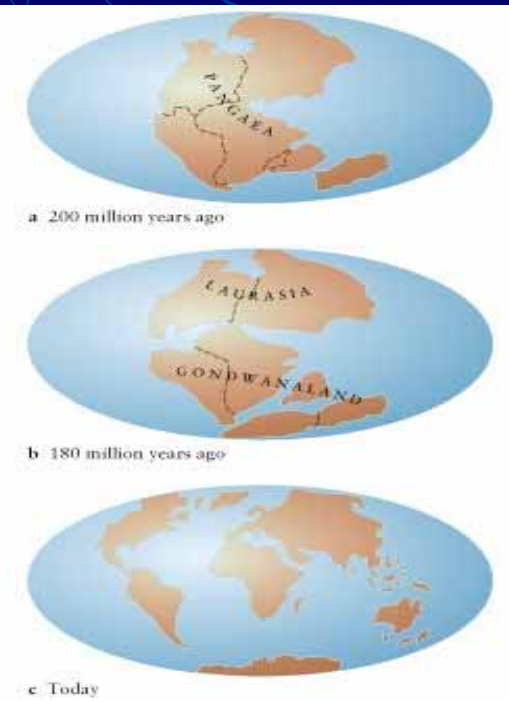 PANGAEA
a 200 million years ago
LAURASIA
GONDWANALAND
b 180 million years ago
c Today